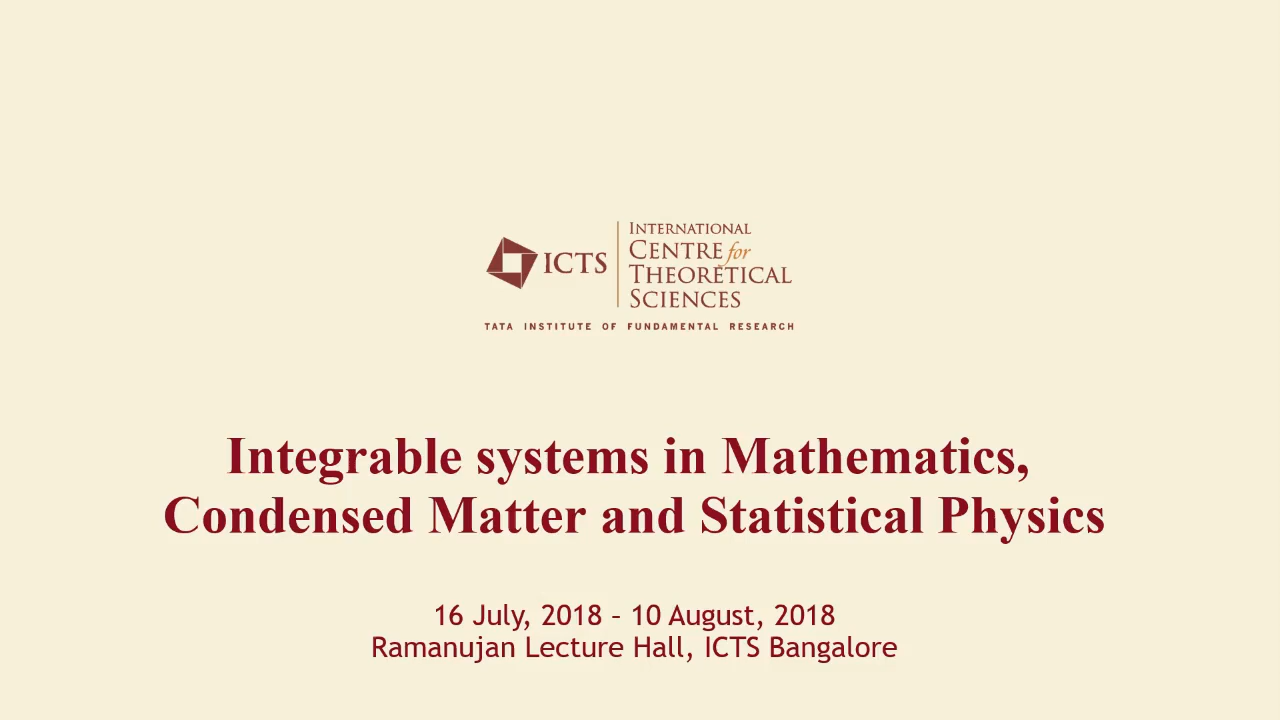 ICTS
INTERNATIONAL
CENTRE for
THEORETICAL
SCIENCES
TATA INSTITUTE OF FUNDAMENTAL RESEARCH
Integrable systems in Mathematics,
Condensed Matter and Statistical Physics
16 July, 2018 – 10 August, 2018
Ramanujan Lecture Hall, ICTS Bangalore